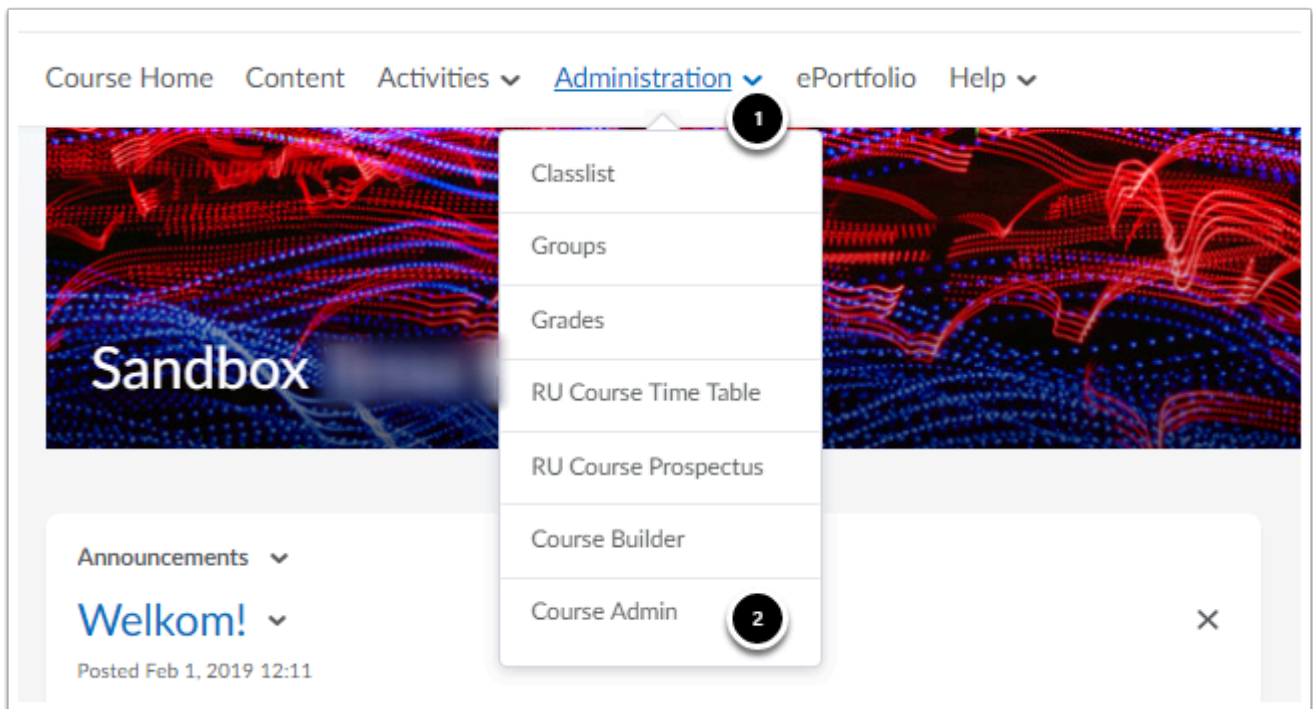 Course Home Content Activities Administration ePortfolio Help
1
Classlist
Groups
Grades
Sandbox
RU Course Time Table
RU Course Prospectus
Course Builder
Course Admin
2
Announcements
Welkom!
Posted Feb 1, 2019 12:11